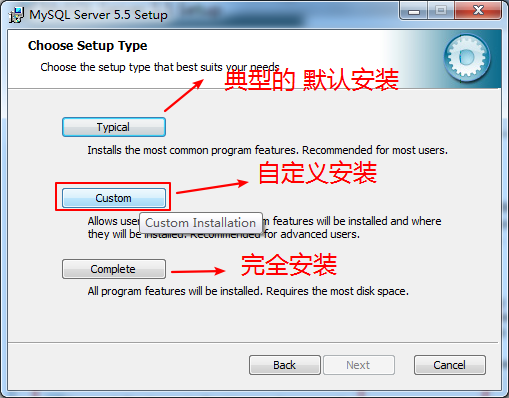 MySQL Server 5.5 Setup
Choose Setup Type
Choose the setup type that best suits your needs
典型的 默认安装
Typical
Installs the most common program features. Recommended for most users.
自定义安装
Custom
Custom Installation
Allows use m features will be installed and where
they will be installed. Recommended for advanced users.
完全安装
Complete
All program features will be installed. Requires the most disk space.
Back
Next
Cancel